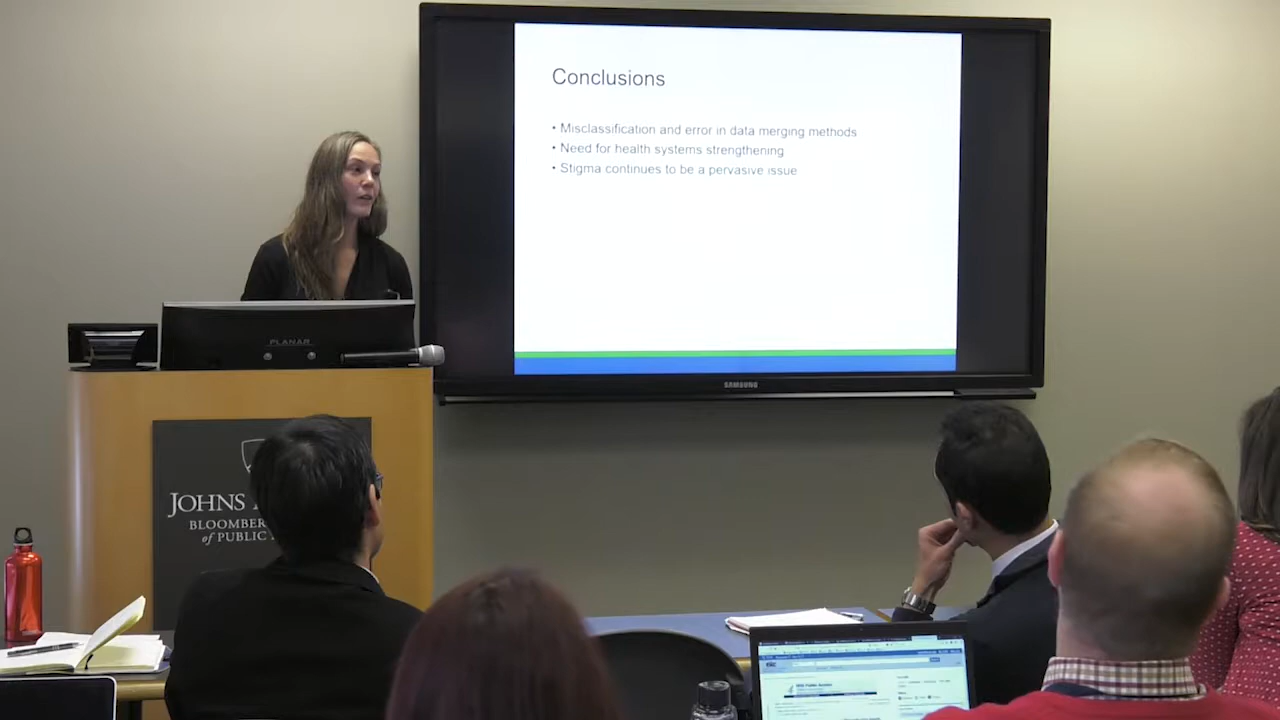 Conclusions
• Misclassification and error in data merging methods
• Need for health systems strengthening
• Stigma continues to be a pervasive issue
SAMSUNG
PLANAR
JOHNS
BLOOMBER
of PUBLIC